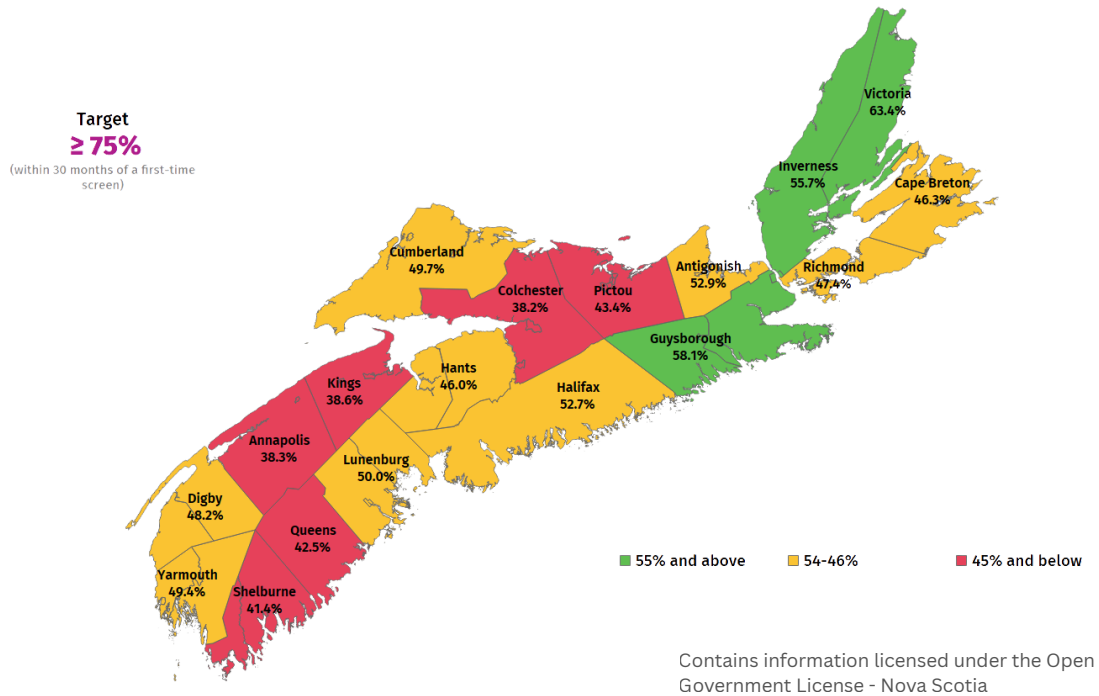 Target
≥ 75%
(within 30 months of a first-time
screen)
Victoria
63.4%
Inverness
55.7%
Cape Breton
46.3%
Cumberland
49.7%
Antigonish
52.9%
Richmond
47.4%
Colchester
38.2%
Pictou
43.4%
Guysborough
58.1%
Hants
46.0%
Kings
38.6%
Halifax
52.7%
Annapolis
38.3%
Lunenburg
50.0%
Digby
48.2%
Queens
42.5%
Yarmouth
49.4%
Shelburne
41.4%
55% and above
54-46%
45% and below
Contains information licensed under the Open
Government License - Nova Scotia